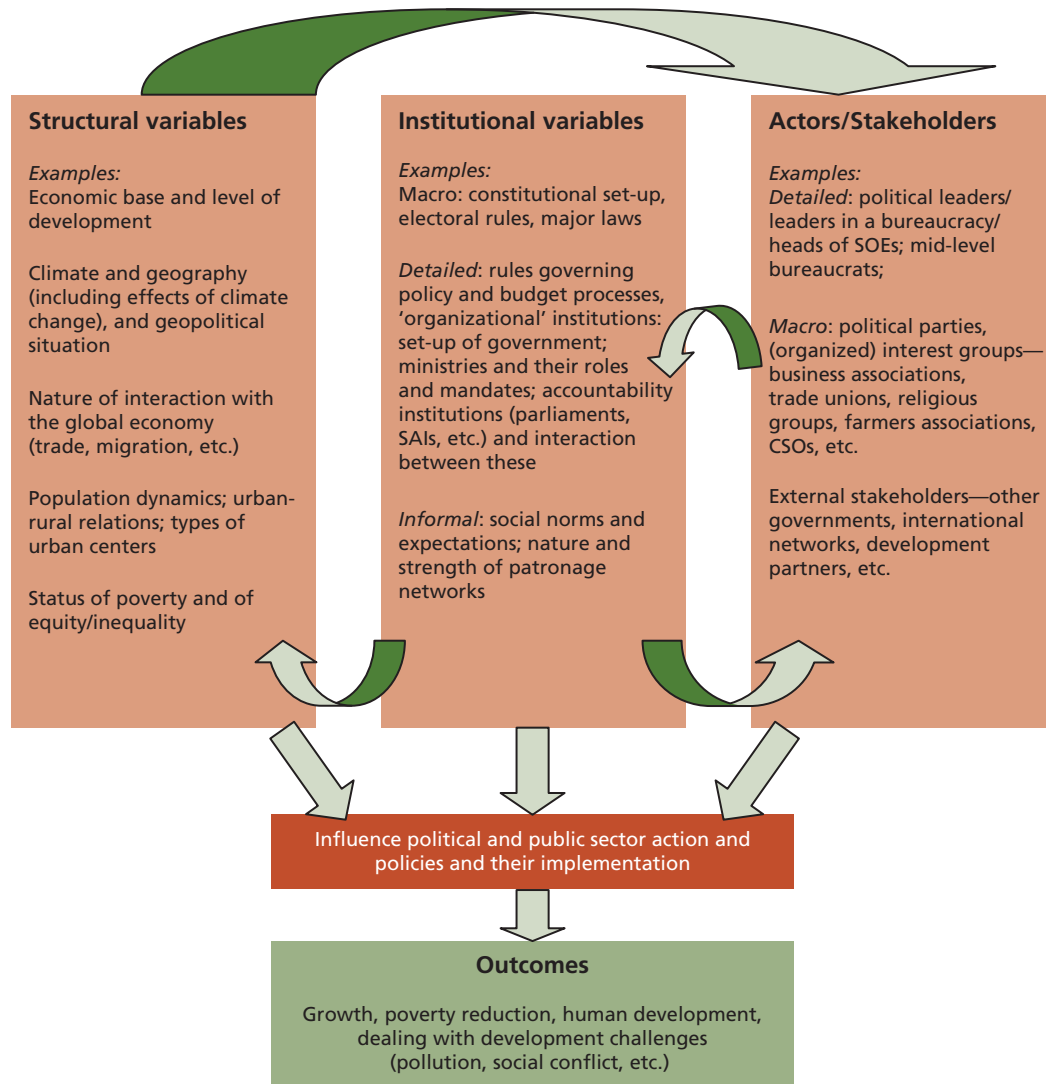 Structural variables
Examples:
Economic base and level of
development
Climate and geography
(including effects of climate
change), and geopolitical
situation
Nature of interaction with
the global economy
(trade, migration, etc.)
Population dynamics; urban-
rural relations; types of
urban centers
Status of poverty and of
equity/inequality
Institutional variables
Examples:
Macro: constitutional set-up,
electoral rules, major laws
Detailed: rules governing
policy and budget processes,
'organizational' institutions:
set-up of government;
ministries and their roles
and mandates; accountability
institutions (parliaments,
SAIs, etc.) and interaction
between these
Informal: social norms and
expectations; nature and
strength of patronage
networks
Actors/Stakeholders
Examples:
Detailed: political leaders/
leaders in a bureaucracy/
heads of SOEs; mid-level
bureaucrats;
Macro: political parties,
(organized) interest groups—
business associations,
trade unions, religious
groups, farmers associations,
CSOs, etc.
External stakeholders—other
governments, international
networks, development
partners, etc.
Influence political and public sector action and
policies and their implementation
Outcomes
Growth, poverty reduction, human development,
dealing with development challenges
(pollution, social conflict, etc.)